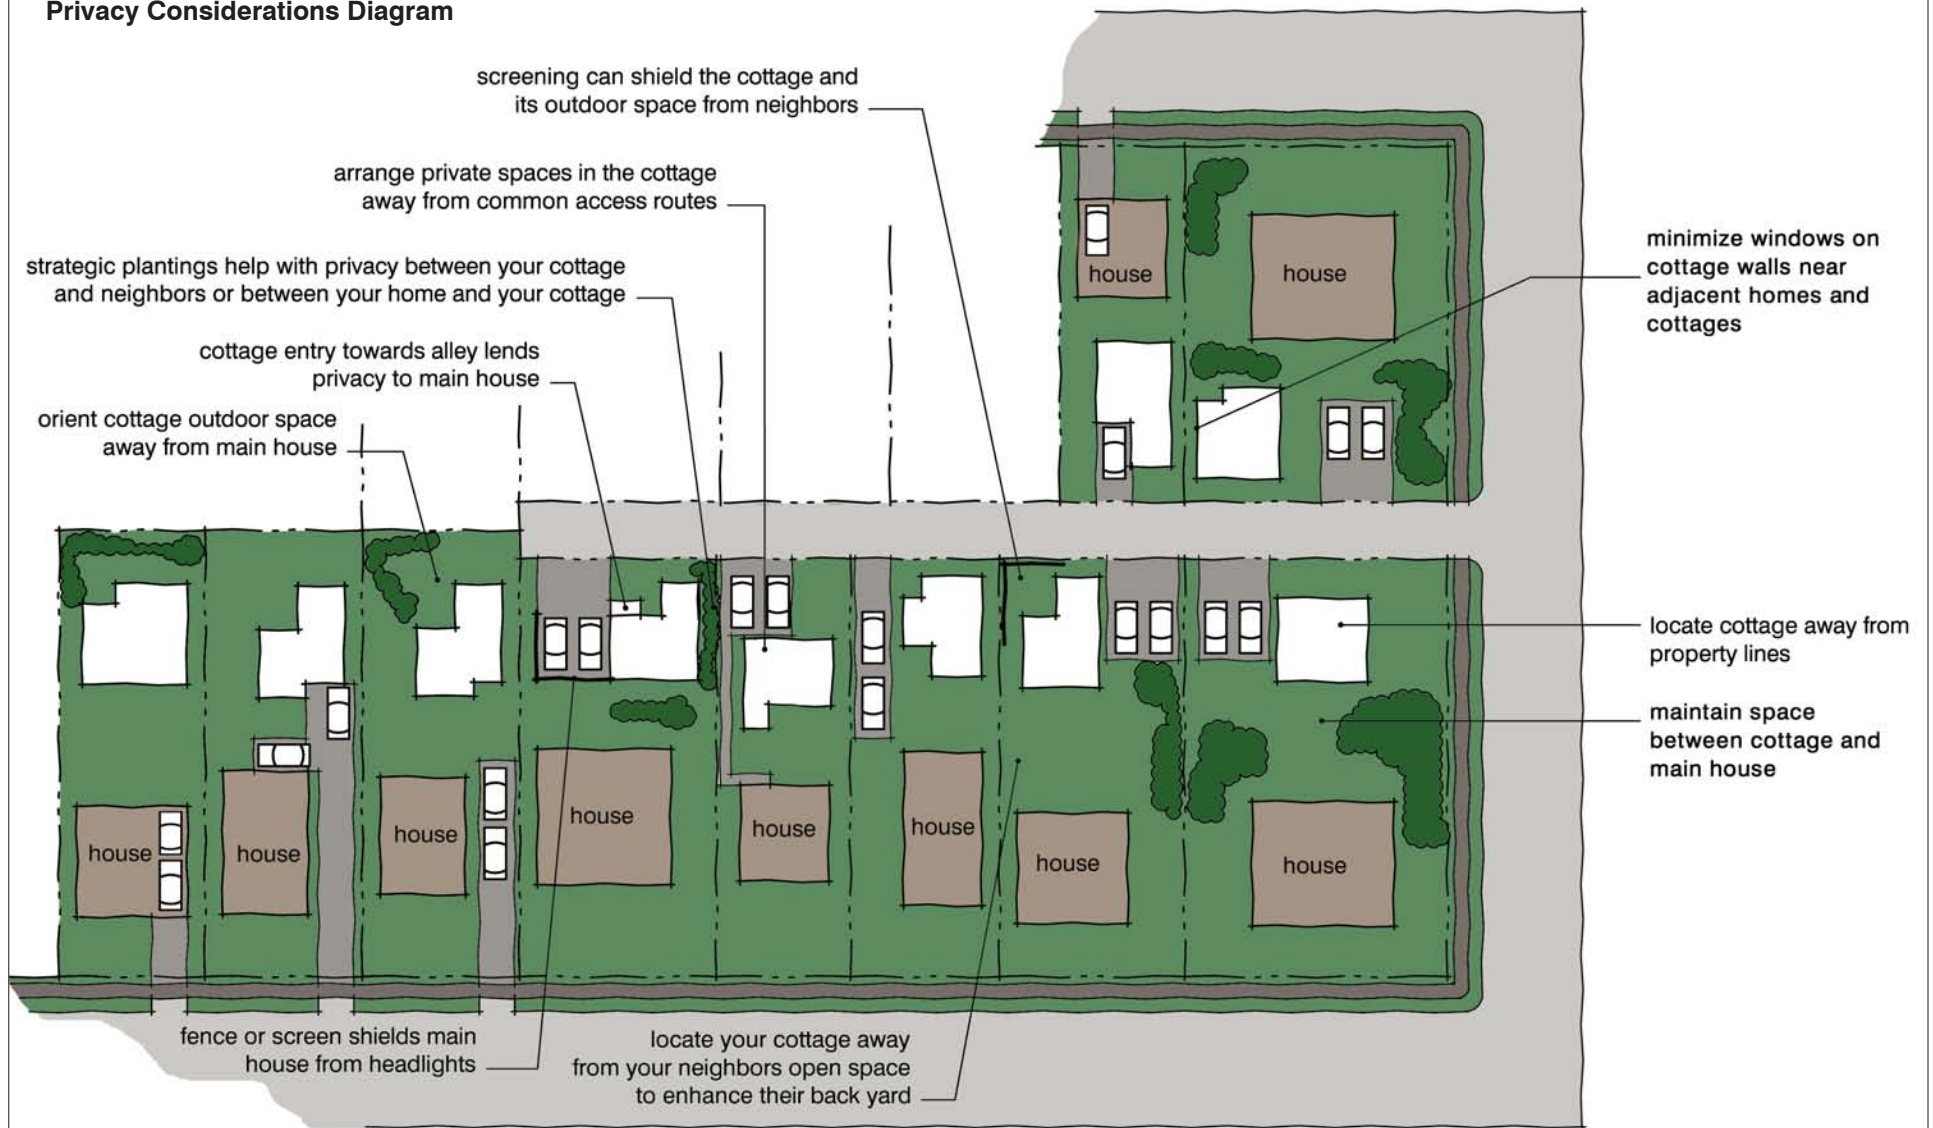 Privacy Considerations Diagram
screening can shield the cottage and
its outdoor space from neighbors
arrange private spaces in the cottage
away from common access routes
strategic plantings help with privacy between your cottage
and neighbors or between your home and your cottage
cottage entry towards alley lends
privacy to main house
orient cottage outdoor space
away from main house
minimize windows on
cottage walls near
adjacent homes and
cottages
house
house
locate cottage away from
property lines
maintain space
between cottage and
main house
house
house
house
house
house
house
house
house
fence or screen shields main
house from headlights
locate your cottage away
from your neighbors open space
to enhance their back yard